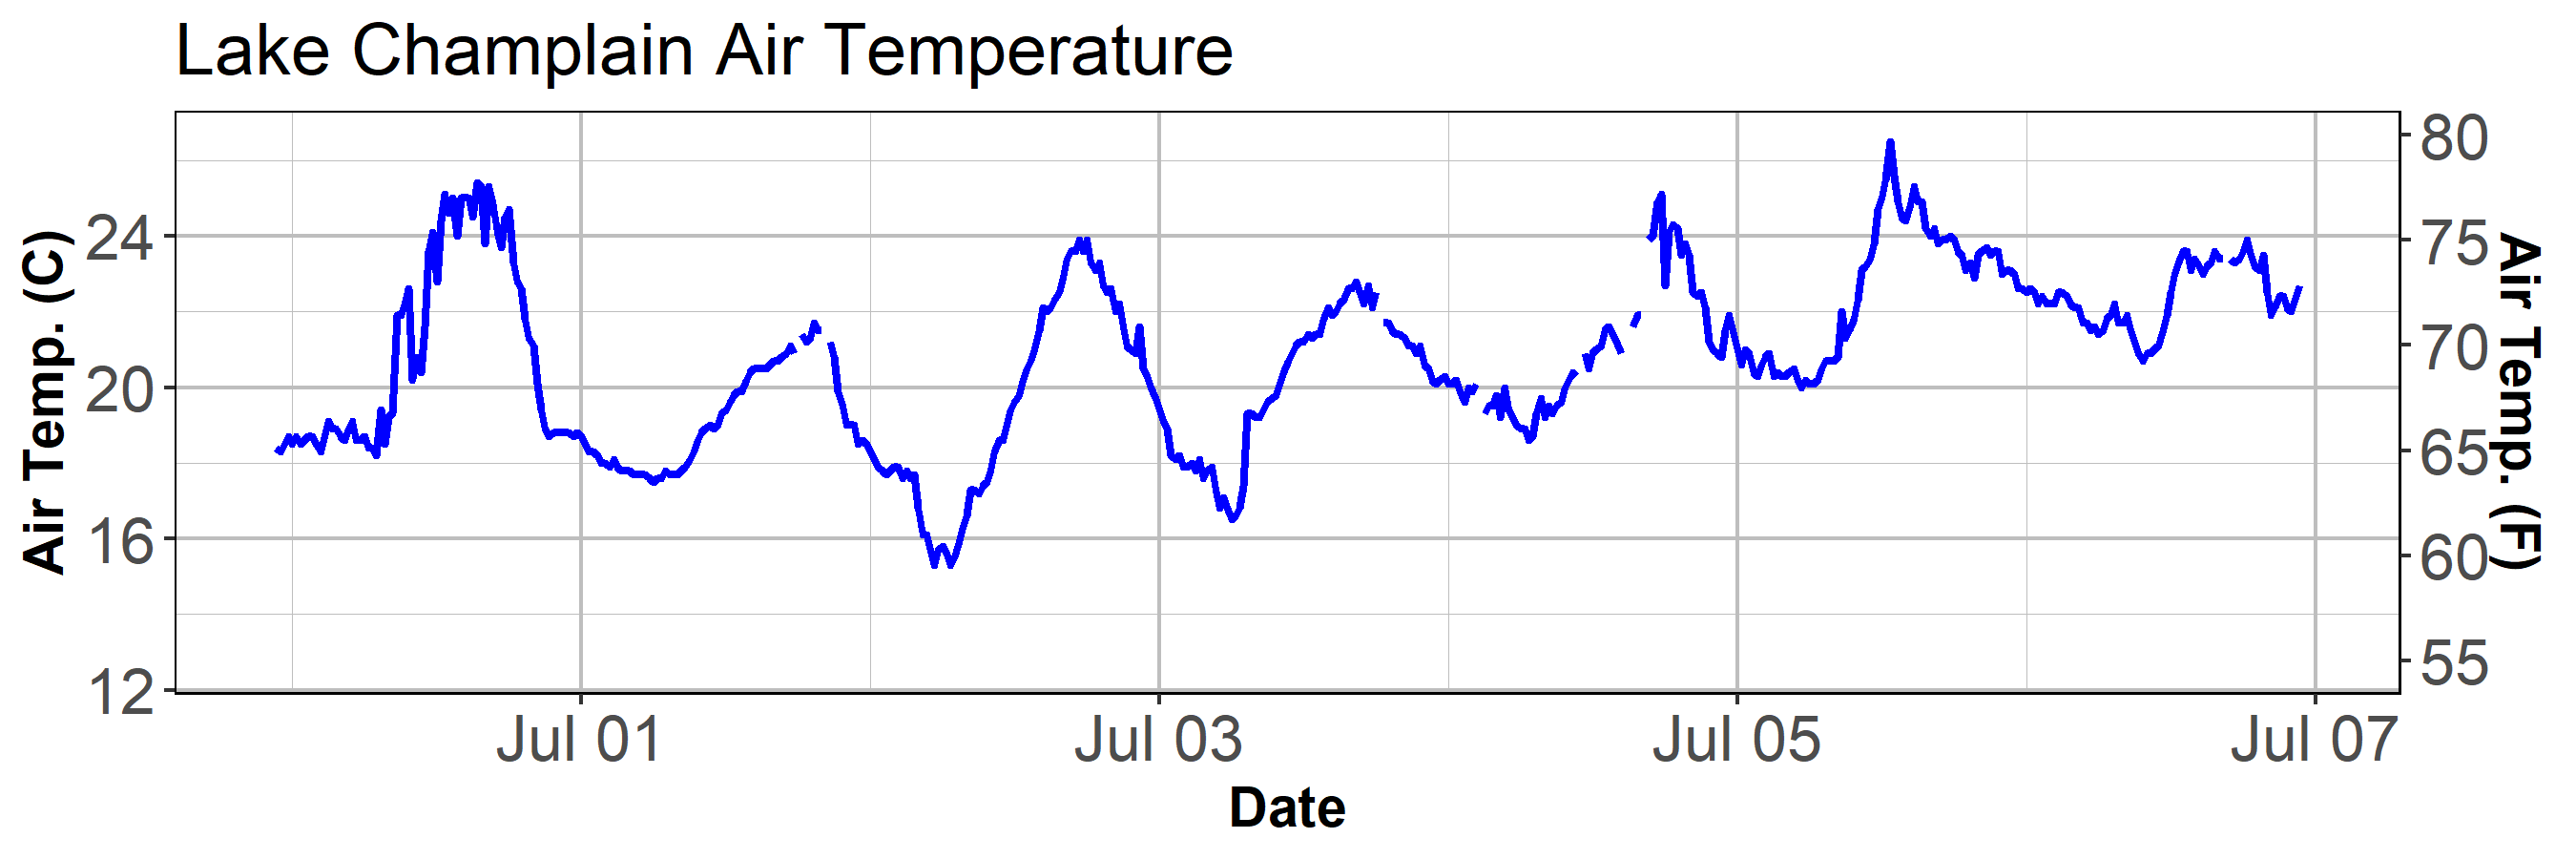 Lake Champlain Air Temperature
Air Temp. (C)
24
20
16
12
80
75
70
65
60
55
Air Temp. (F)
Jul 01
Jul 03
Jul 05
Jul 07
Date